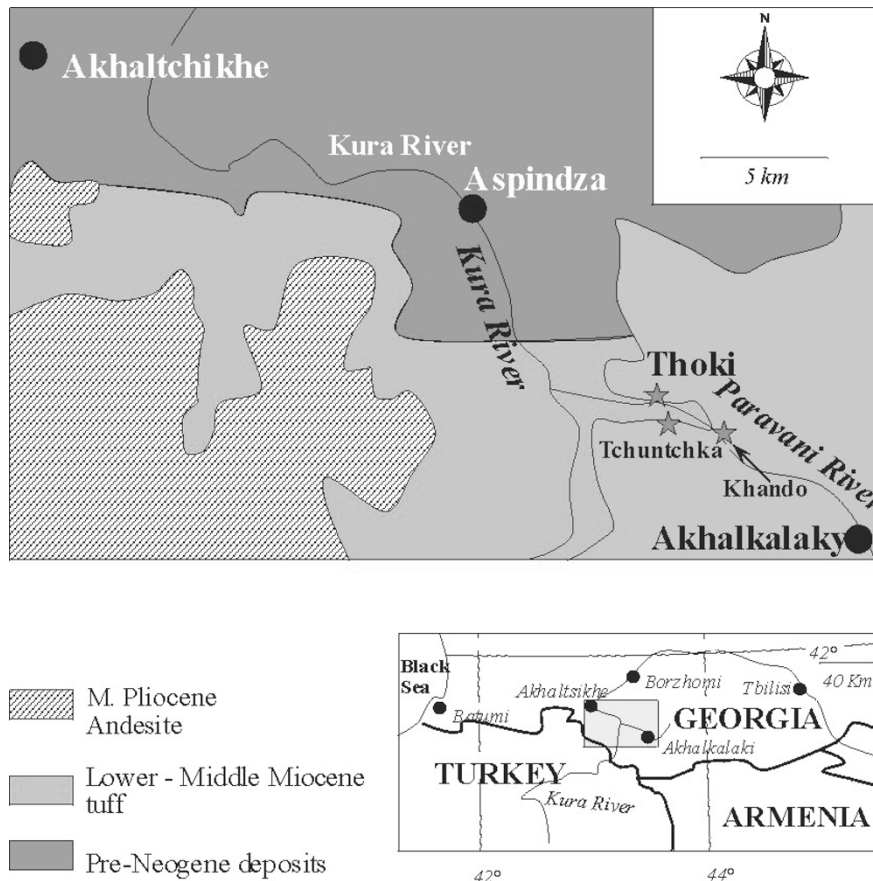 N
Akhaltchikhe
Kura River
5 km
Aspindza
Kura River
Thoki
Paravani River
Tchuntchka
Khando
Akhalkalaky
M. Pliocene
Andesite
Lower - Middle Miocene
tuff
Pre-Neogene deposits
42°
Black
Sea
Borzhomi
Tbilisi
40 Km
Akhaltsikhe
Batumi
GEORGIA
Akhalkalaki
TURKEY
Kura River
ARMENIA
42°
44°